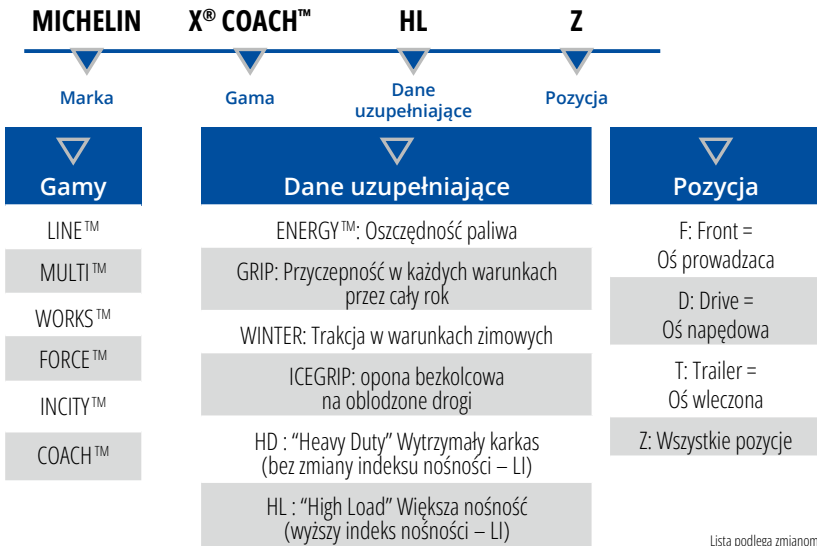 MICHELIN X® COACH™ HL Z
Marka Gama Dane uzupełniające Pozycja
Gamy
LINE™
MULTI™
WORKS™
FORCE™
INCITY™
COACH™
Dane uzupełniające
ENERGY™: Oszczędność paliwa
GRIP: Przyczepność w każdych warunkach
przez cały rok
WINTER: Trakcja w warunkach zimowych
ICEGRIP: opona bezkolcowa
na oblodzone drogi
HD : “Heavy Duty” Wytrzymały karkas
(bez zmiany indeksu nośności – LI)
HL : “High Load” Większa nośność
(wyższy indeks nośności – LI)
Pozycja
F: Front =
Oś prowadzaca
D: Drive =
Oś napędowa
T: Trailer =
Oś wleczona
Z: Wszystkie pozycje
Lista podlega zmianom